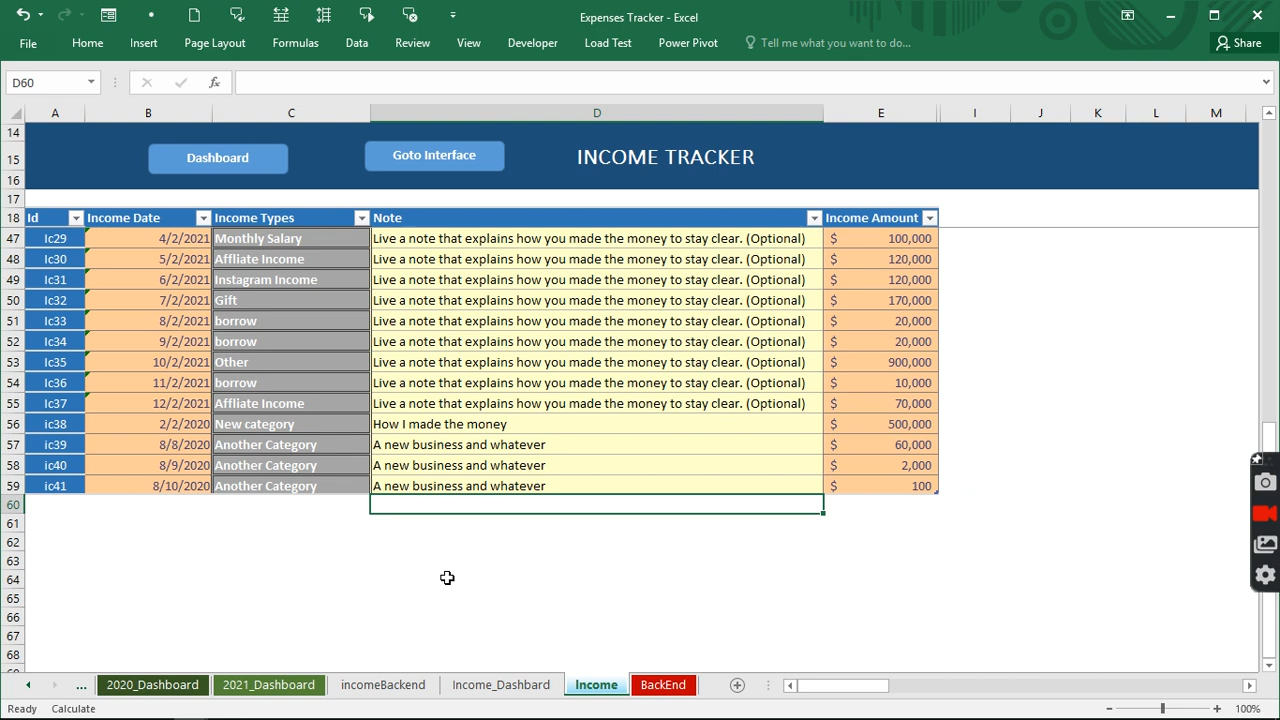 Expenses Tracker - Excel
File Home Insert Page Layout Formulas Data Review View Developer Load Test Power Pivot Tell me what you want to do... Share
D60 fx
A B C D E I J K L M
14
15 Dashboard Goto Interface INCOME TRACKER
16
17
18 Id Income Date Income Types Note Income Amount
47 Ic29 4/2/2021 Monthly Salary Live a note that explains how you made the money to stay clear. (Optional) $ 100,000
48 Ic30 5/2/2021 Affliate Income Live a note that explains how you made the money to stay clear. (Optional) $ 120,000
49 Ic31 6/2/2021 Instagram Income Live a note that explains how you made the money to stay clear. (Optional) $ 120,000
50 Ic32 7/2/2021 Gift Live a note that explains how you made the money to stay clear. (Optional) $ 170,000
51 Ic33 8/2/2021 borrow Live a note that explains how you made the money to stay clear. (Optional) $ 20,000
52 Ic34 9/2/2021 borrow Live a note that explains how you made the money to stay clear. (Optional) $ 20,000
53 Ic35 10/2/2021 Other Live a note that explains how you made the money to stay clear. (Optional) $ 900,000
54 Ic36 11/2/2021 borrow Live a note that explains how you made the money to stay clear. (Optional) $ 10,000
55 Ic37 12/2/2021 Affliate Income Live a note that explains how you made the money to stay clear. (Optional) $ 70,000
56 ic38 2/2/2020 New category How I made the money $ 500,000
57 ic39 8/8/2020 Another Category A new business and whatever $ 60,000
58 ic40 8/9/2020 Another Category A new business and whatever $ 2,000
59 ic41 8/10/2020 Another Category A new business and whatever $ 100
60
61
62
63
64
65
66
67
68
... 2020_Dashboard 2021_Dashboard incomeBackend Income_Dashbard Income BackEnd
Ready Calculate 100%